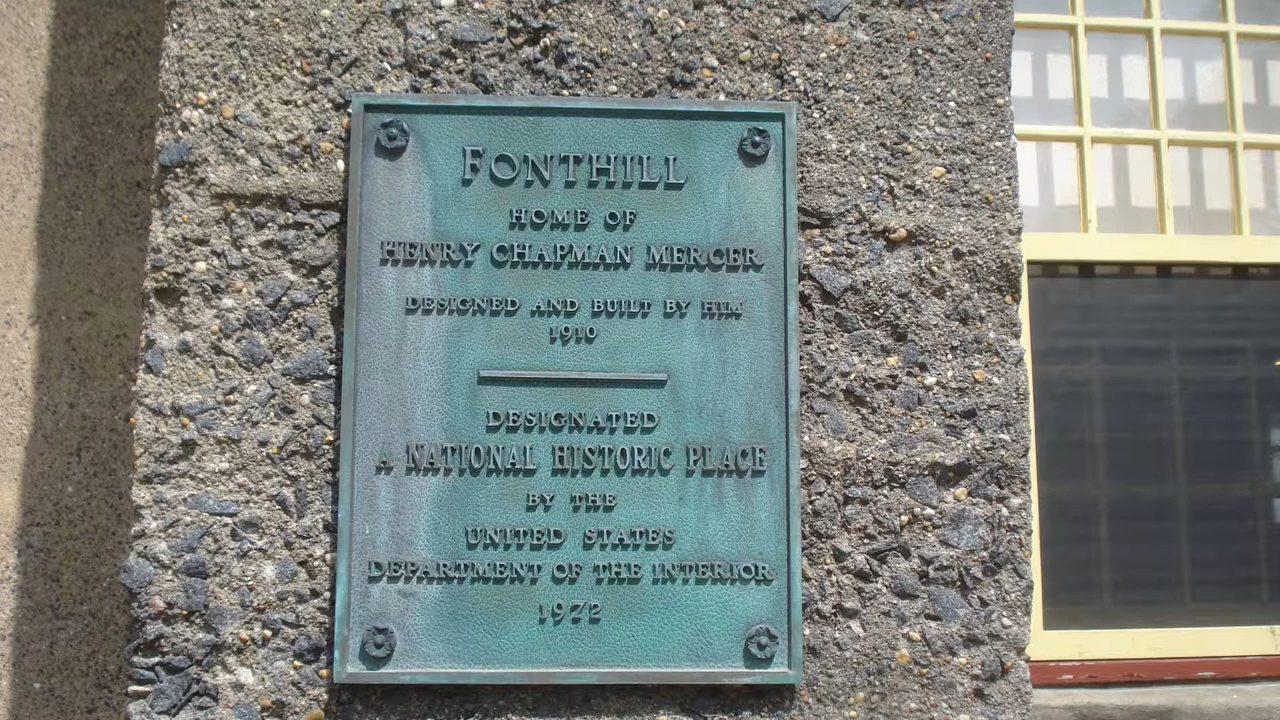 FONTHILL
HOME OF
HENRY CHAPMAN MERCER
DESIGNED AND BUILT BY HIM
1910
DESIGNATED
A NATIONAL HISTORIC PLACE
BY THE
UNITED STATES
DEPARTMENT OF THE INTERIOR
1972